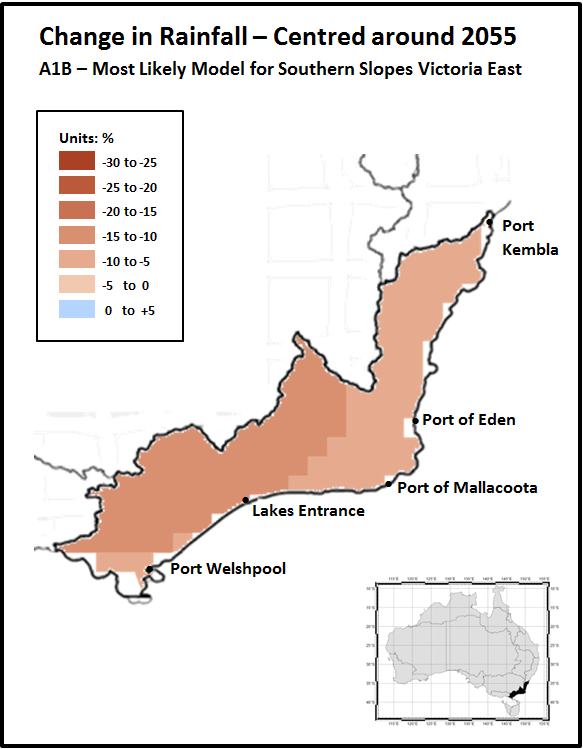 Change in Rainfall – Centred around 2055
A1B – Most Likely Model for Southern Slopes Victoria East
Units: %
-30 to -25
-25 to -20
-20 to -15
-15 to -10
-10 to -5
-5 to 0
0 to +5
Port
Kembla
Port of Eden
Port of Mallacoota
Lakes Entrance
Port Welshpool